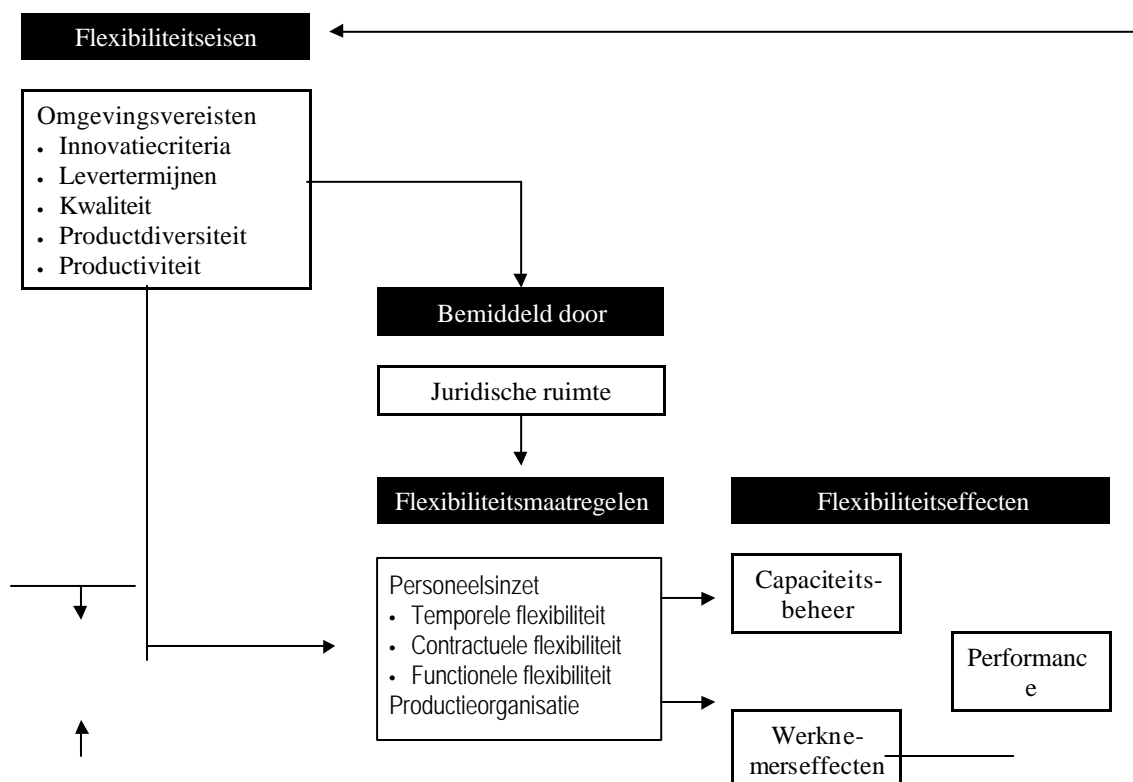 Flexibiliteitseisen
Omgevingsvereisten
• Innovatiecriteria
• Levertermijnen
• Kwaliteit
• Productdiversiteit
• Productiviteit
Bemiddeld door
Juridische ruimte
Flexibiliteitsmaatregelen
Flexibiliteitseffecten
Personeelsinzet
• Temporele flexibiliteit
• Contractuele flexibiliteit
• Functionele flexibiliteit
Productieorganisatie
Capaciteits-
beheer
Performanc
e
Werkne-
merseffecten